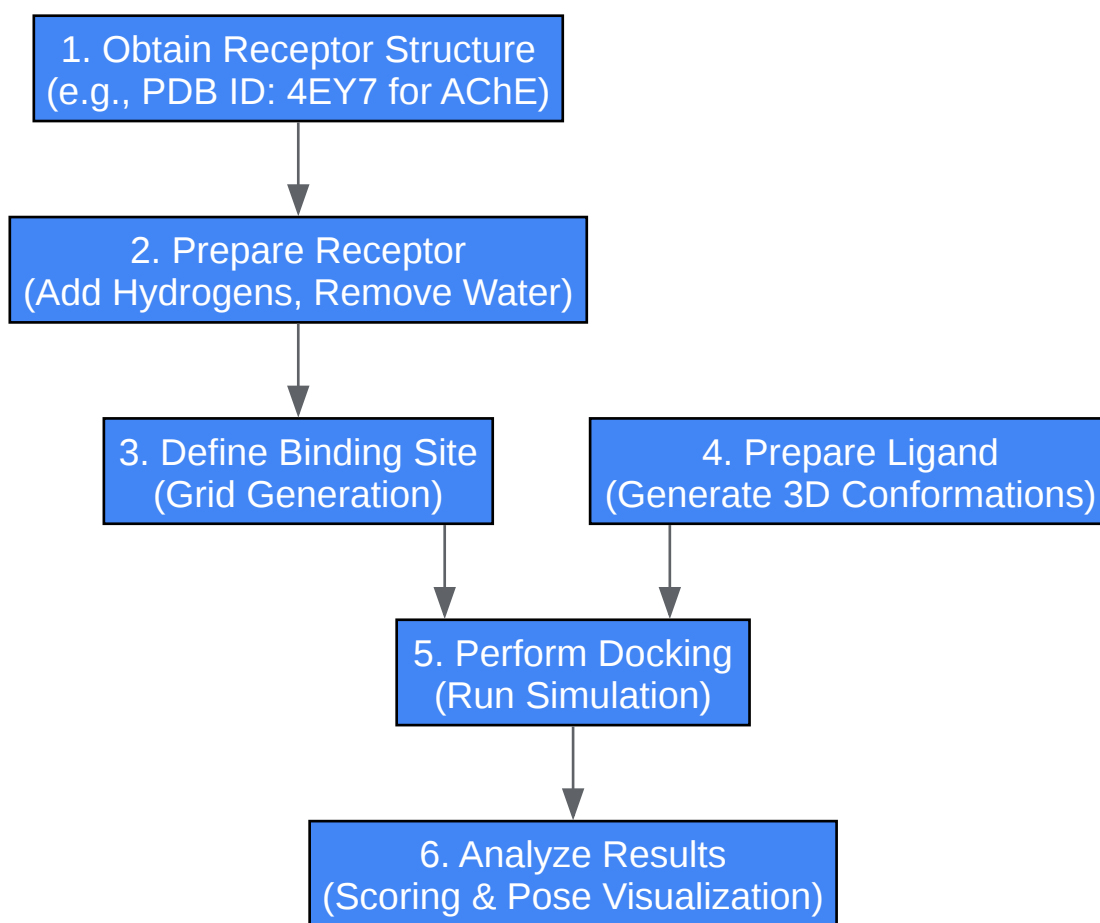 1. Obtain Receptor Structure
(e.g., PDB ID: 4EY7 for AChE)
2. Prepare Receptor
(Add Hydrogens, Remove Water)
3. Define Binding Site
(Grid Generation)
4. Prepare Ligand
(Generate 3D Conformations)
5. Perform Docking
(Run Simulation)
6. Analyze Results
(Scoring & Pose Visualization)